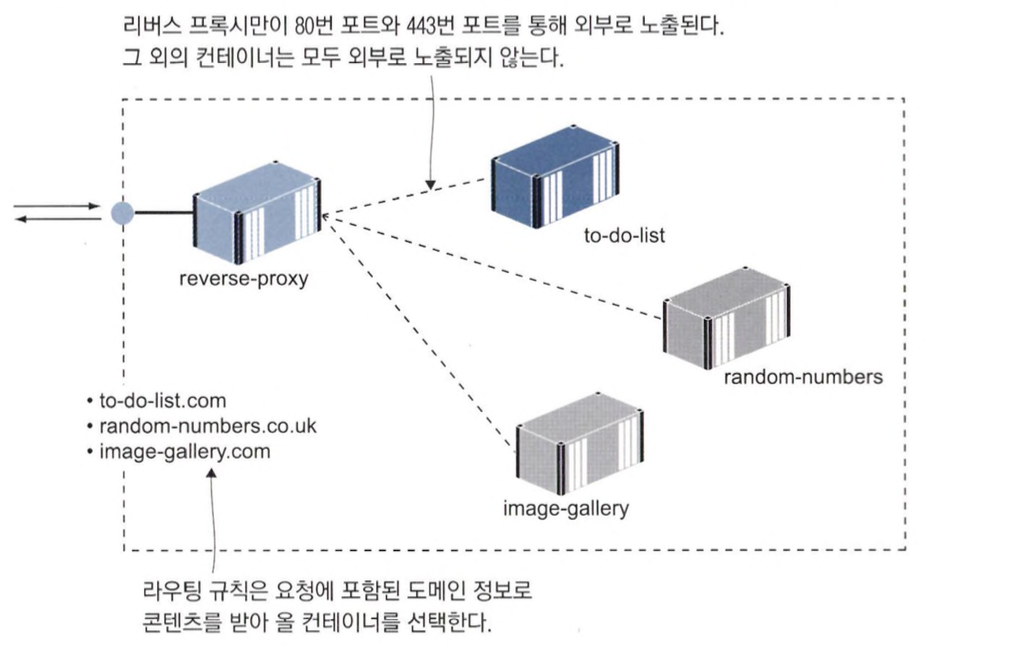 리버스 프록시만이 80번 포트와 443번 포트를 통해 외부로 노출된다.
그 외의 컨테이너는 모두 외부로 노출되지 않는다.
to-do-list
reverse-proxy
random-numbers
• to-do-list.com
• random-numbers.co.uk
• image-gallery.com
image-gallery
라우팅 규칙은 요청에 포함된 도메인 정보로
콘텐츠를 받아 올 컨테이너를 선택한다.